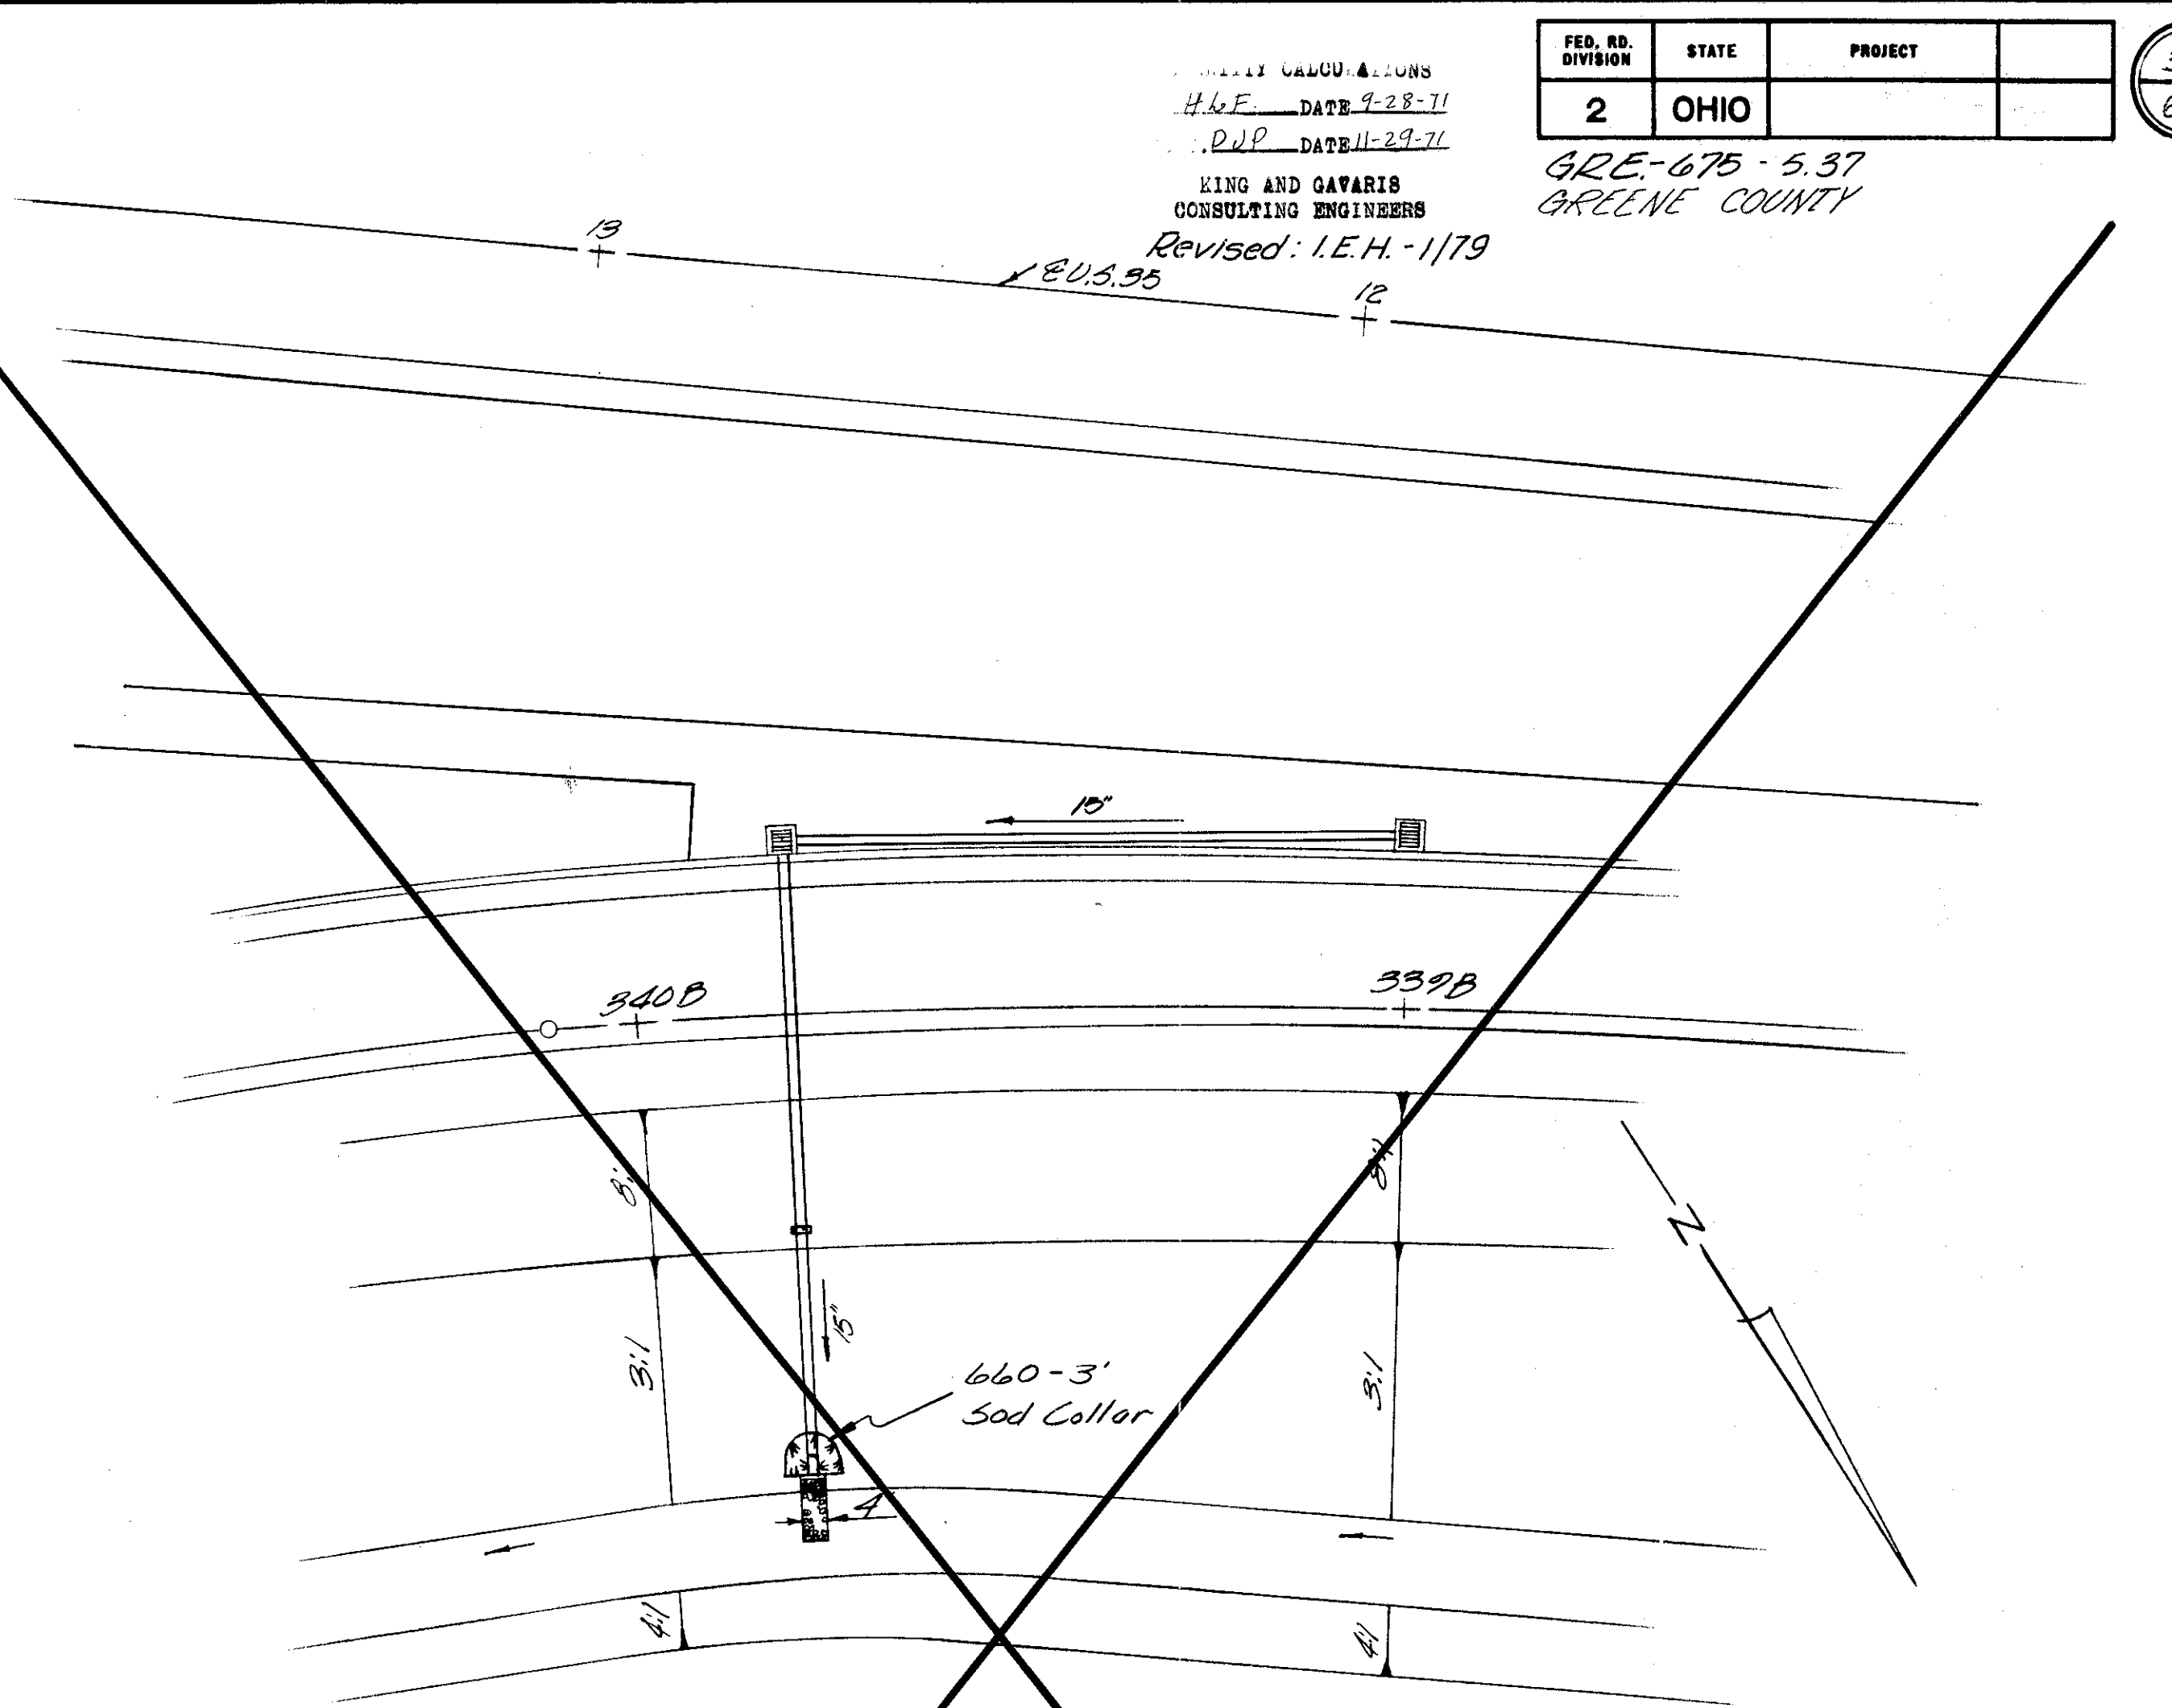 FED. RD. DIVISION STATE PROJECT
2 OHIO
CALCULATIONS
H.L.F. DATE 9-28-71
DJP DATE 11-29-71
KING AND GAVARIS
CONSULTING ENGINEERS
Revised: I.E.H. - 1/79
GRE.-675 - 5.37
GREENE COUNTY
13
℄ U.S. 35
12
15"
340B
339B
8:1
N
15"
3:1
3:1
660-3'
Sod Collar
4
4:1
4:1